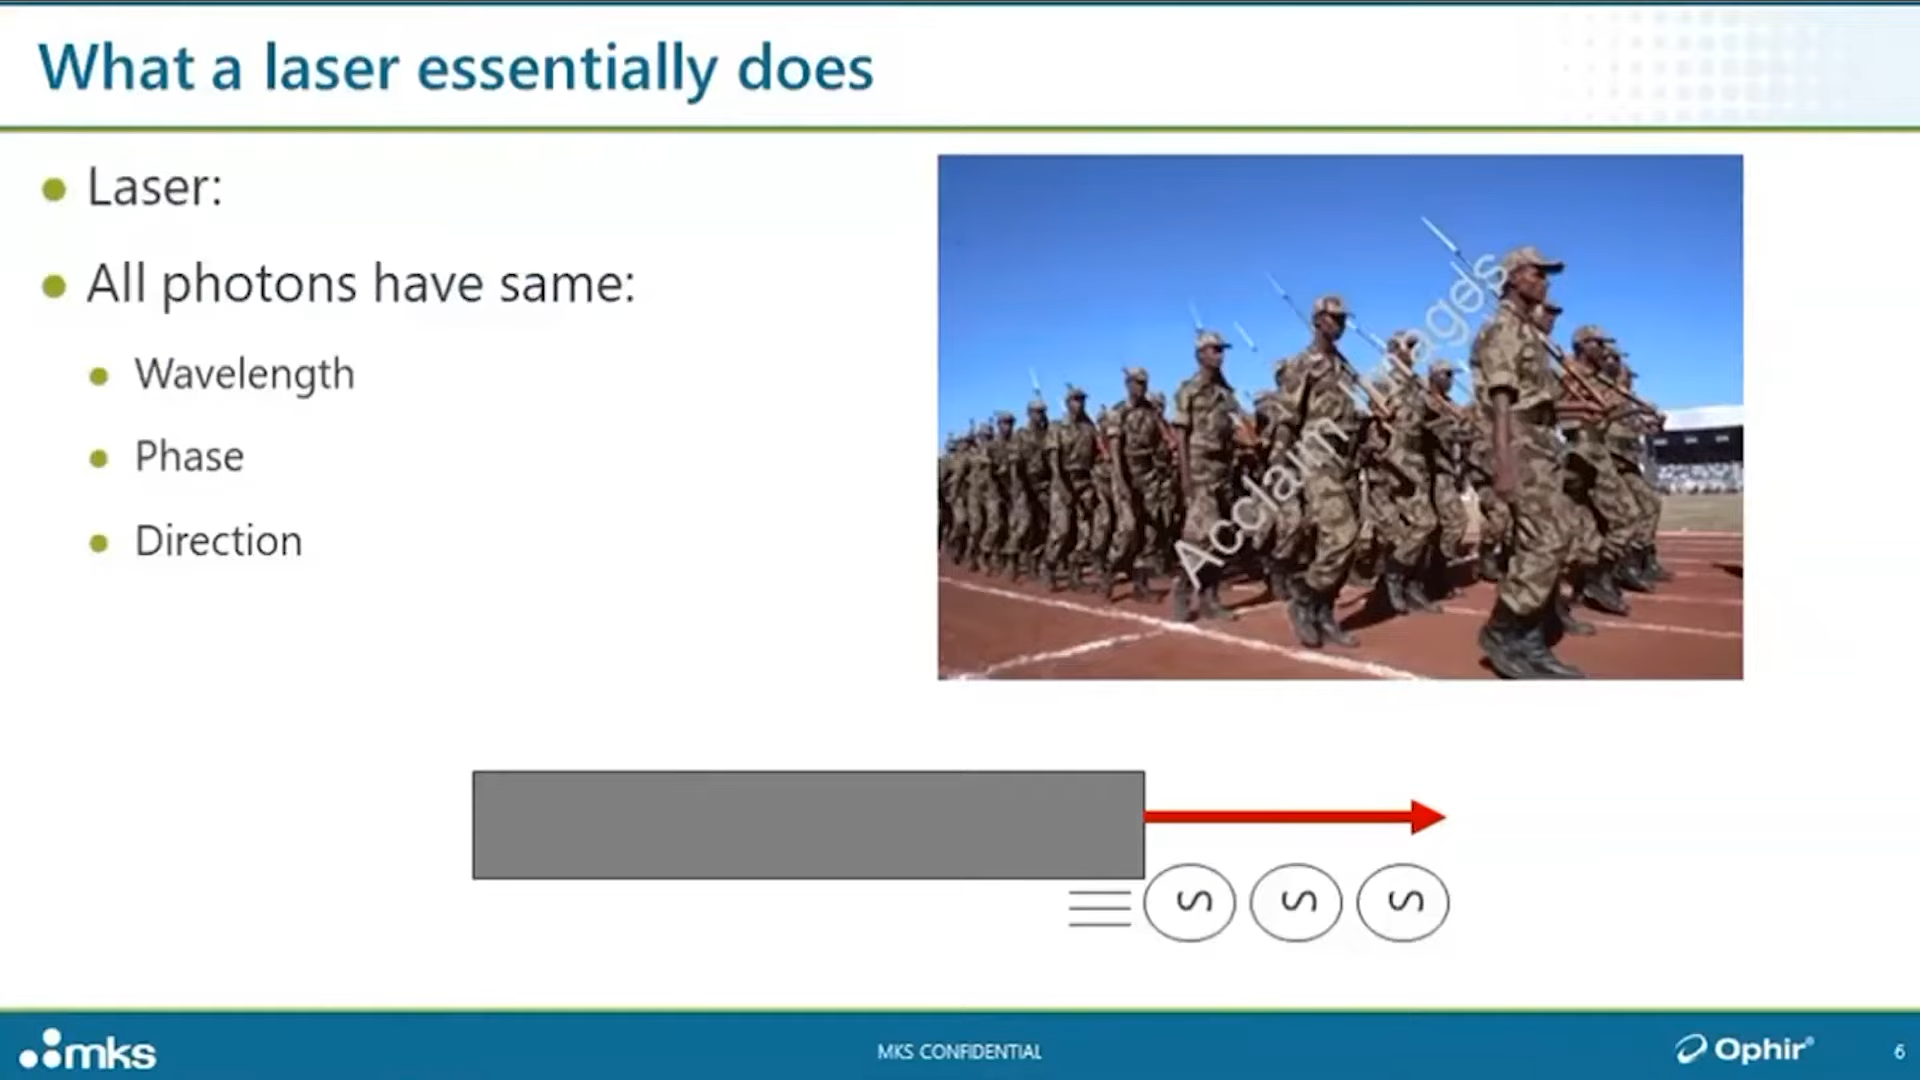 What a laser essentially does
Laser:
All photons have same:
Wavelength
Phase
Direction
Acclaim Images
mks
MKS CONFIDENTIAL
Ophir®
6